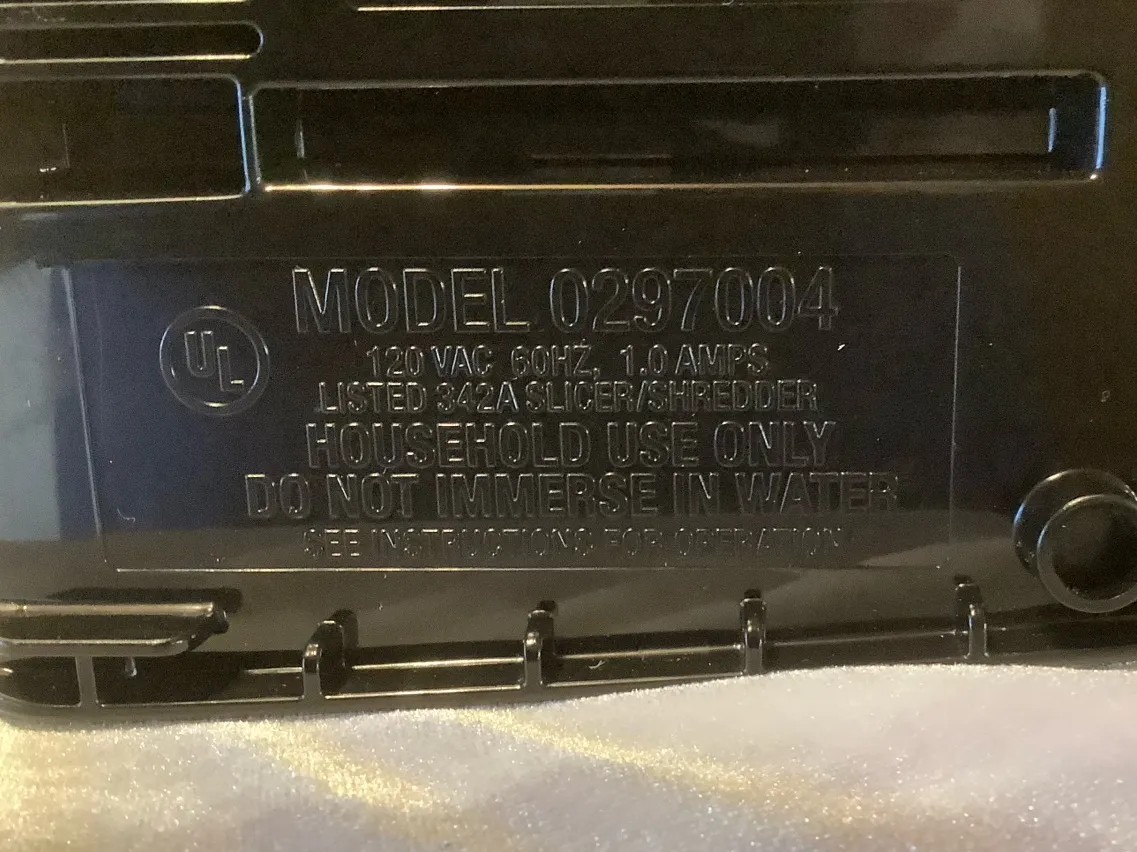 MODEL 0297004
UL
120 VAC 60HZ, 1.0 AMPS
LISTED 342A SLICER/SHREDDER
HOUSEHOLD USE ONLY
DO NOT IMMERSE IN WATER
SEE INSTRUCTIONS FOR OPERATION